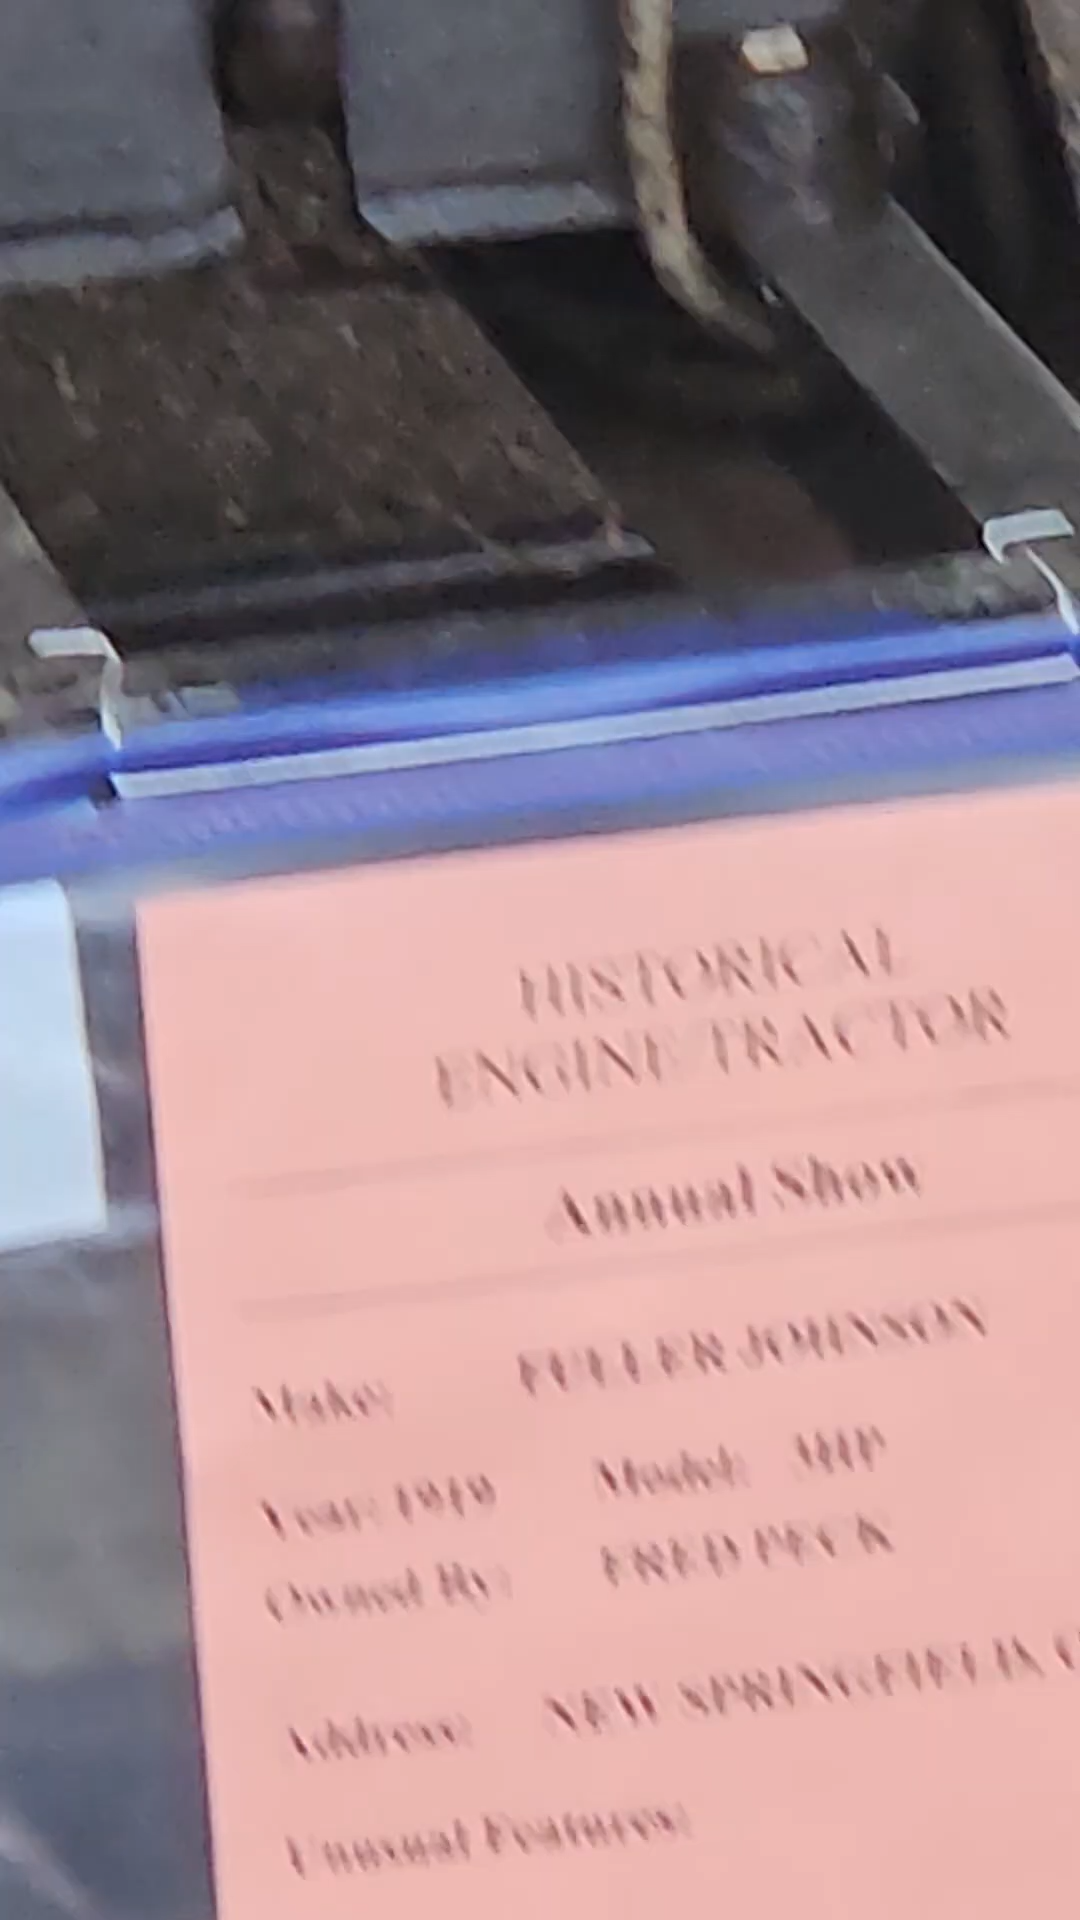 HISTORICAL
ENGINE/TRACTOR
Annual Show
Make: FULLER JOHNSON
Year: 1919 Model: 3HP
Owned By: FRED PECK
Address: NEW SPRINGFIELD,
Unusual Features: